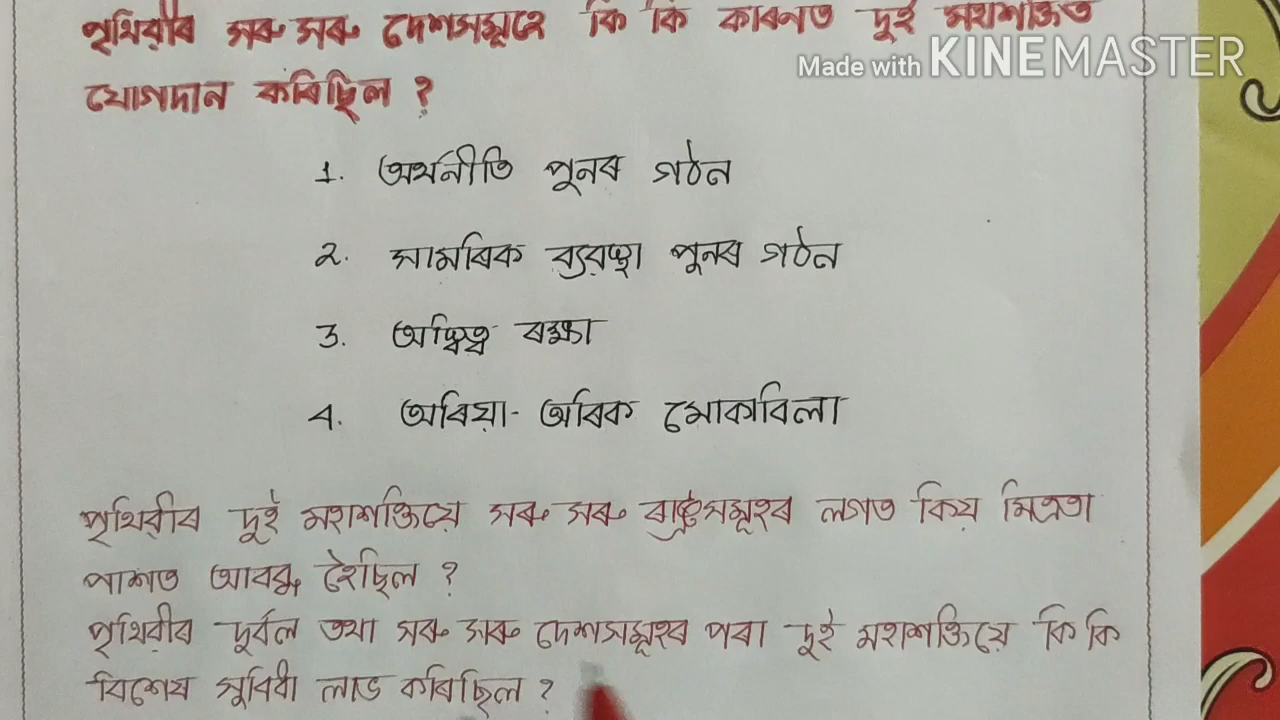 পৃথিৱীৰ সৰু সৰু দেশসমূহে কি কি কাৰণত দুই মহাশক্তিত
Made with KINEMASTER
যোগদান কৰিছিল ?
1. অৰ্থনীতি পুনৰ গঠন
2. সামৰিক ব্যৱস্থা পুনৰ গঠন
3. অস্তিত্ব ৰক্ষা
4. অৰিয়া-অৰিক মোকাবিলা
পৃথিৱীৰ দুই মহাশক্তিয়ে সৰু সৰু ৰাষ্ট্ৰসমূহৰ লগত কিয় মিত্ৰতা
পাশত আবদ্ধ হৈছিল ?
পৃথিৱীৰ দুৰ্বল তথা সৰু সৰু দেশসমূহৰ পৰা দুই মহাশক্তিয়ে কি কি
বিশেষ সুবিধা লাভ কৰিছিল ?